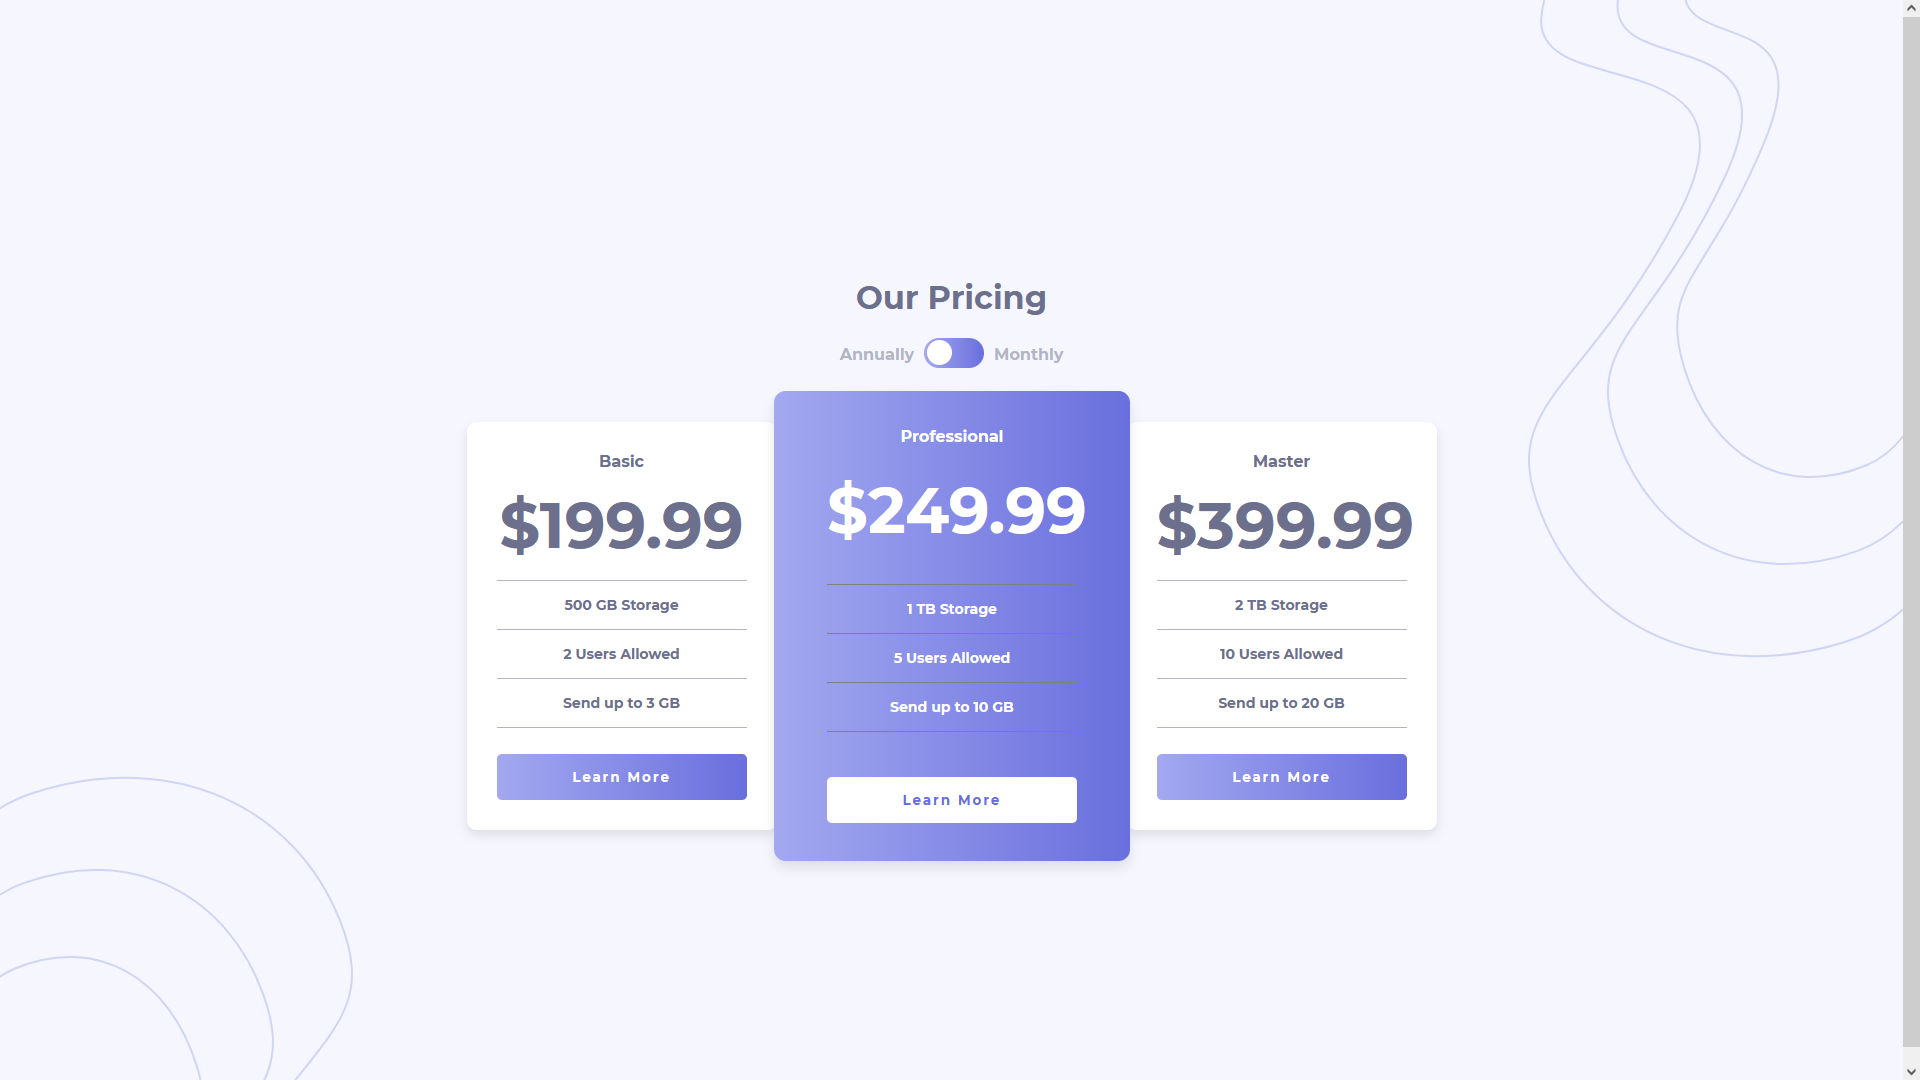 Our Pricing
Annually Monthly
Basic
$199.99
500 GB Storage
2 Users Allowed
Send up to 3 GB
Learn More
Professional
$249.99
1 TB Storage
5 Users Allowed
Send up to 10 GB
Learn More
Master
$399.99
2 TB Storage
10 Users Allowed
Send up to 20 GB
Learn More